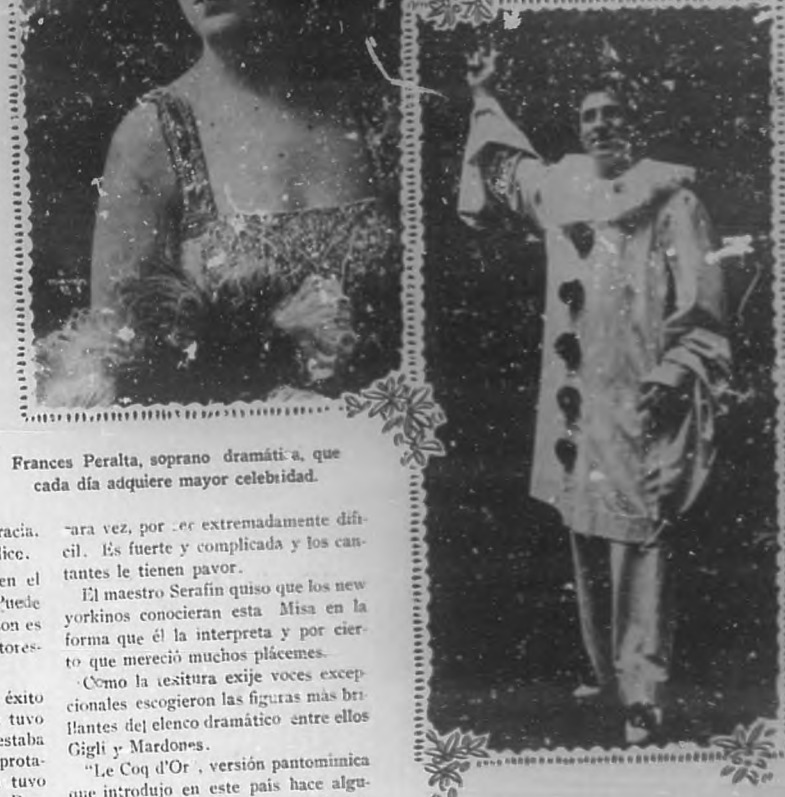 Frances Peralta, soprano dramática, que
cada día adquiere mayor celebridad.
racia.
lice.
en el
Puede
on es
tores-
éxito
tuvo
estaba
prota-
tuvo
ara vez, por ser extremadamente difi-
cil. Es fuerte y complicada y los can-
tantes le tienen pavor.
El maestro Serafin quiso que los new
yorkinos conocieran esta Misa en la
forma que él la interpreta y por cier-
to que mereció muchos plácemes.
Como la tesitura exije voces excep
cionales escogieron las figuras más bri-
llantes del elenco dramático entre ellos
Gigli y Mardones.
"Le Coq d'Or", versión pantomimica
que introdujo en este país hace algu-